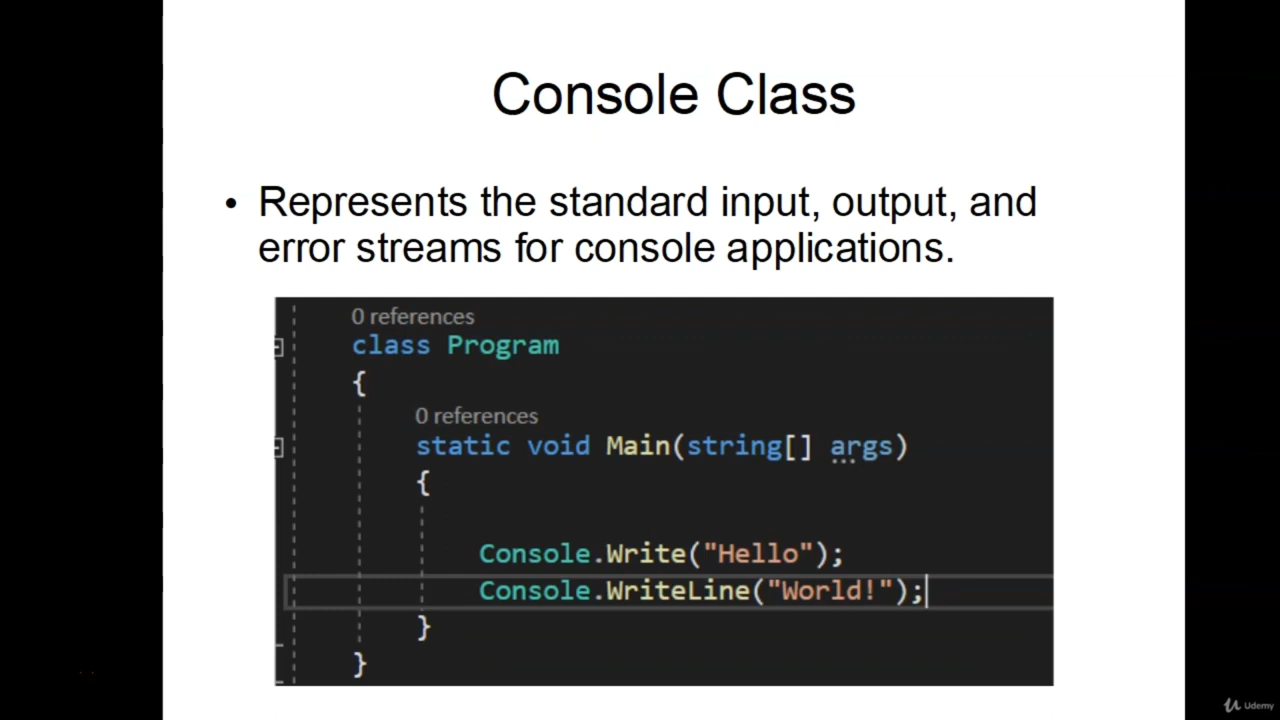 Console Class
• Represents the standard input, output, and
error streams for console applications.
0 references
class Program
{
0 references
static void Main(string[] args)
{
Console.Write("Hello");
Console.WriteLine("World!");
}
}
Udemy